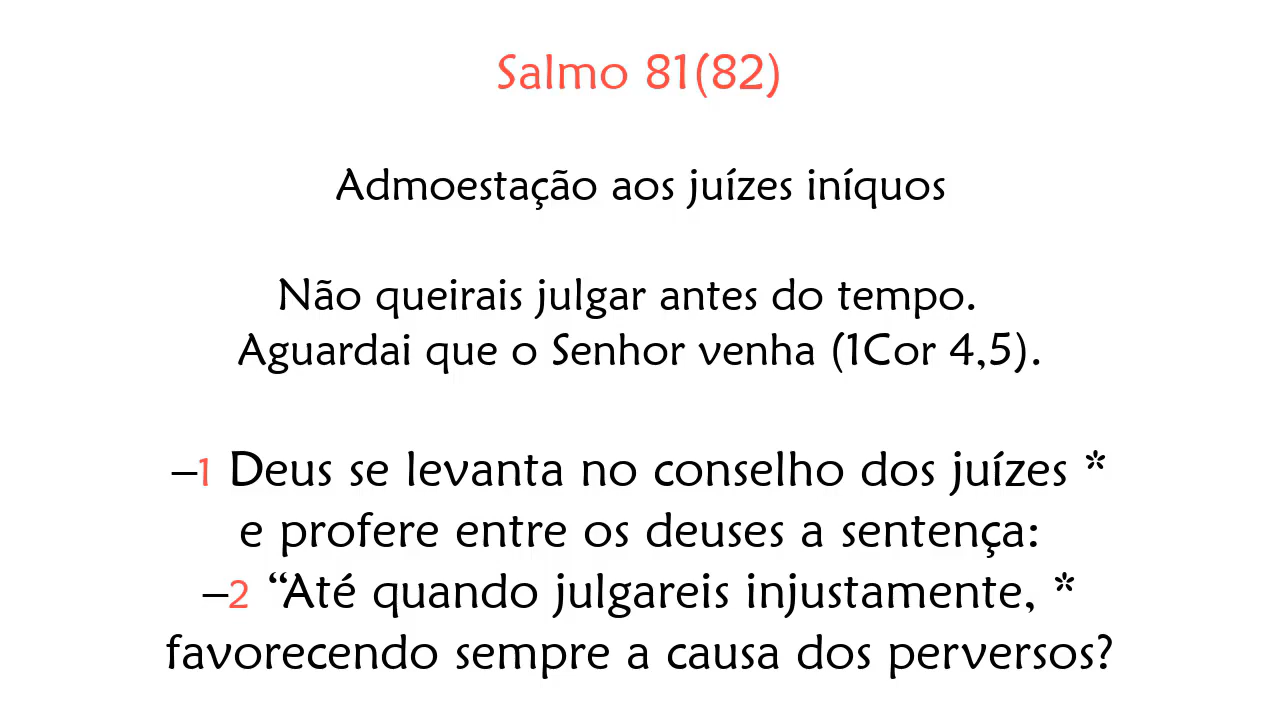 Salmo 81(82)
Admoestação aos juízes iníquos
Não queirais julgar antes do tempo.
Aguardai que o Senhor venha (1Cor 4,5).
–1 Deus se levanta no conselho dos juízes *
e profere entre os deuses a sentença:
–2 “Até quando julgareis injustamente, *
favorecendo sempre a causa dos perversos?